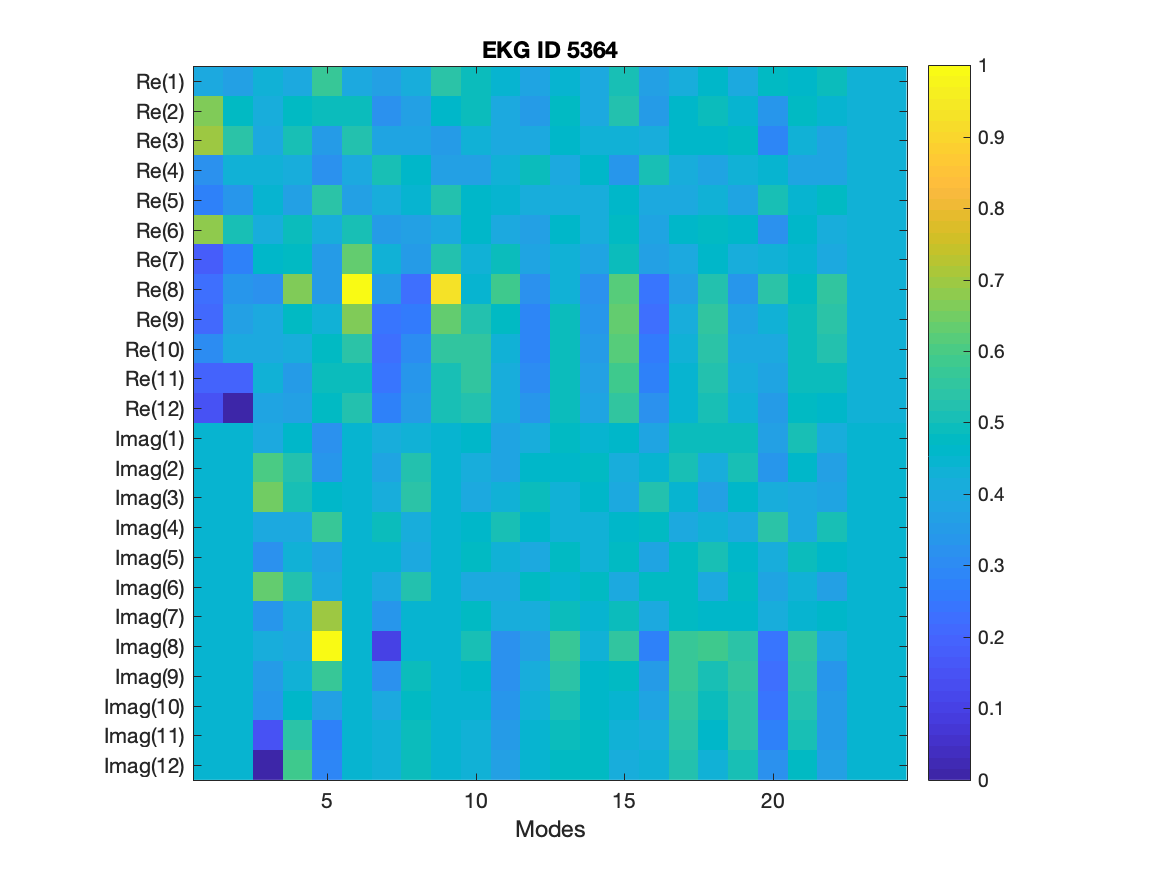 EKG ID 5364
Re(1)
Re(2)
Re(3)
Re(4)
Re(5)
Re(6)
Re(7)
Re(8)
Re(9)
Re(10)
Re(11)
Re(12)
Imag(1)
Imag(2)
Imag(3)
Imag(4)
Imag(5)
Imag(6)
Imag(7)
Imag(8)
Imag(9)
Imag(10)
Imag(11)
Imag(12)
5 10 15 20
Modes
1
0.9
0.8
0.7
0.6
0.5
0.4
0.3
0.2
0.1
0